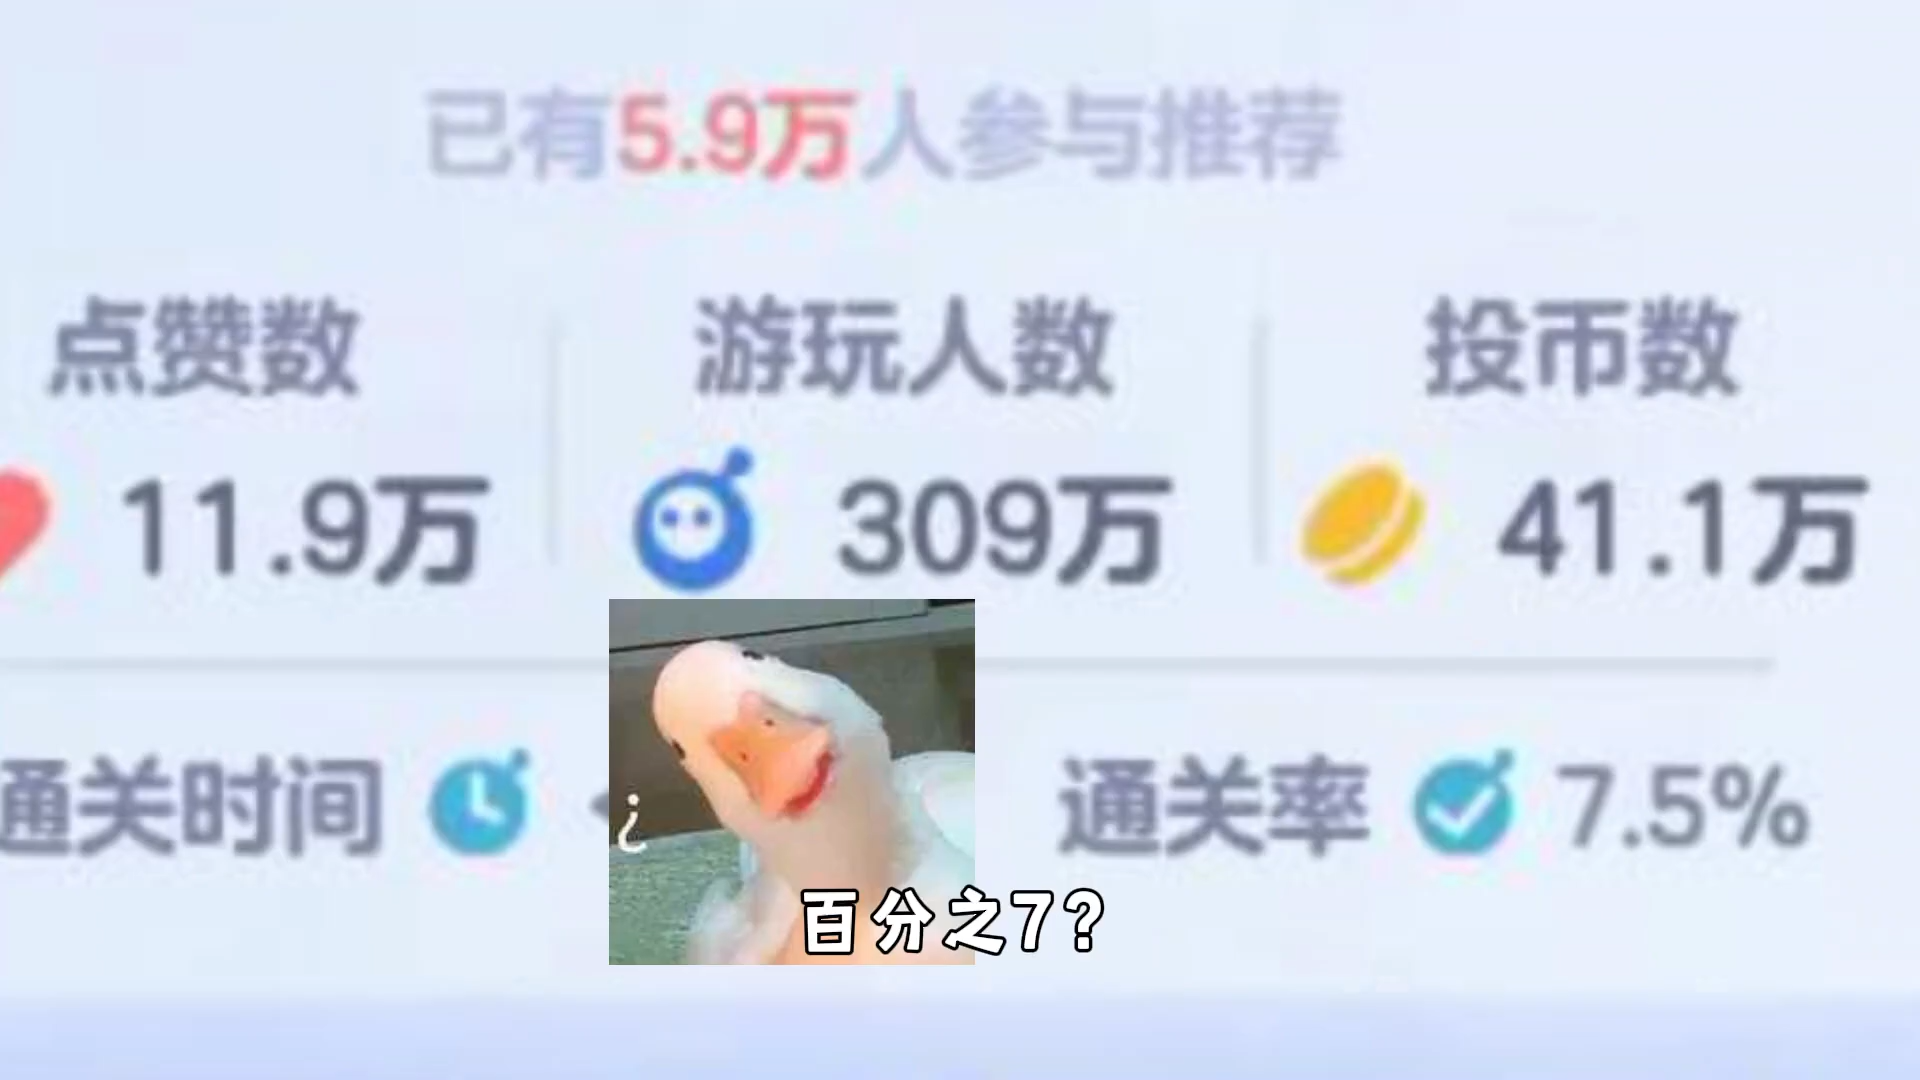 已有5.9万人参与推荐
点赞数 游玩人数 投币数
11.9万 309万 41.1万
通关时间 通关率 7.5%
¿
百分之7?